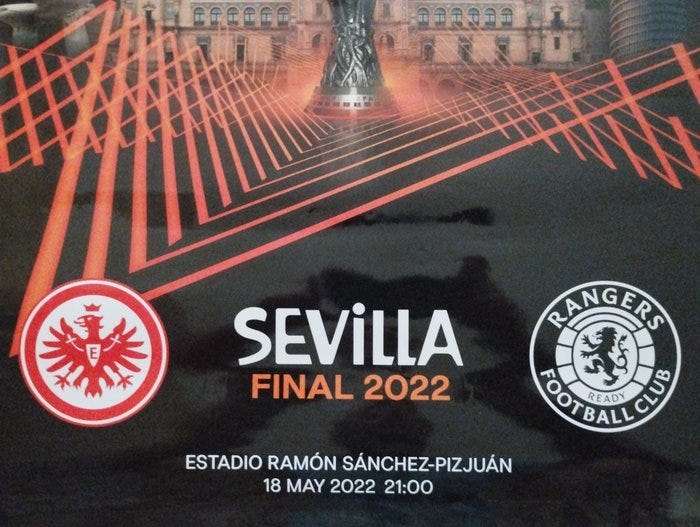 E
SEViLLA
FINAL 2022
RANGERS
READY
FOOTBALL CLUB
ESTADIO RAMÓN SÁNCHEZ-PIZJUÁN
18 MAY 2022 21:00